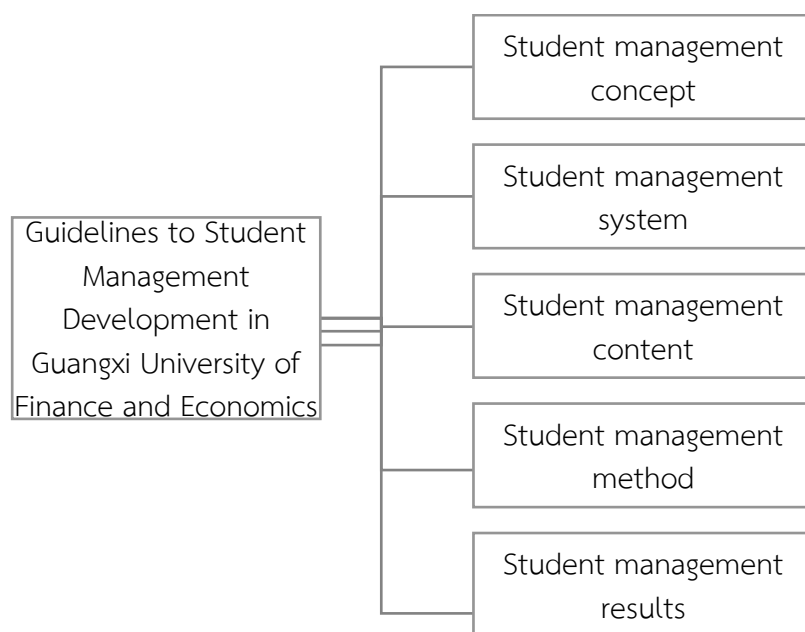 Guidelines to Student
Management
Development in
Guangxi University of
Finance and Economics
Student management
concept
Student management
system
Student management
content
Student management
method
Student management
results